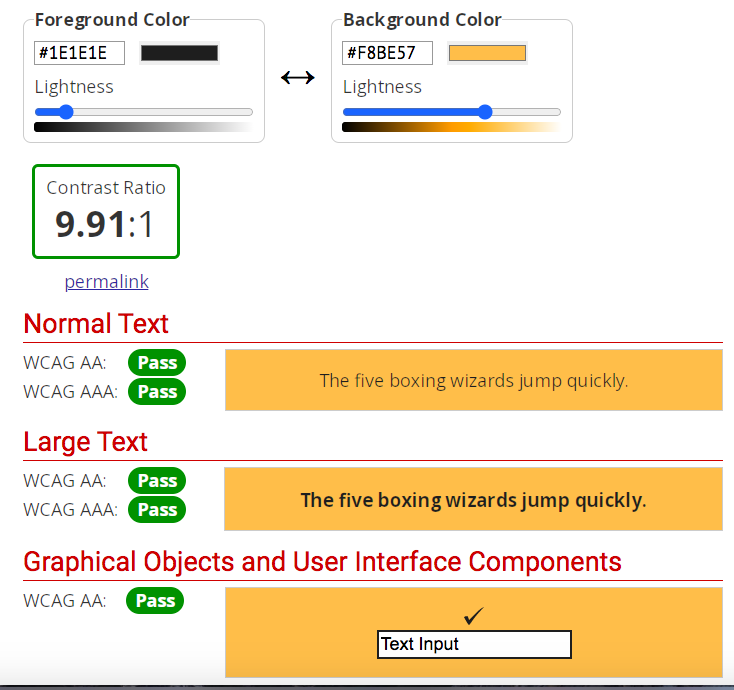 Foreground Color
Background Color
#1E1E1E
#F8BE57
Lightness
Lightness
Contrast Ratio
9.91:1
permalink
Normal Text
WCAG AA: Pass
WCAG AAA: Pass
The five boxing wizards jump quickly.
Large Text
WCAG AA: Pass
WCAG AAA: Pass
The five boxing wizards jump quickly.
Graphical Objects and User Interface Components
WCAG AA: Pass
Text Input